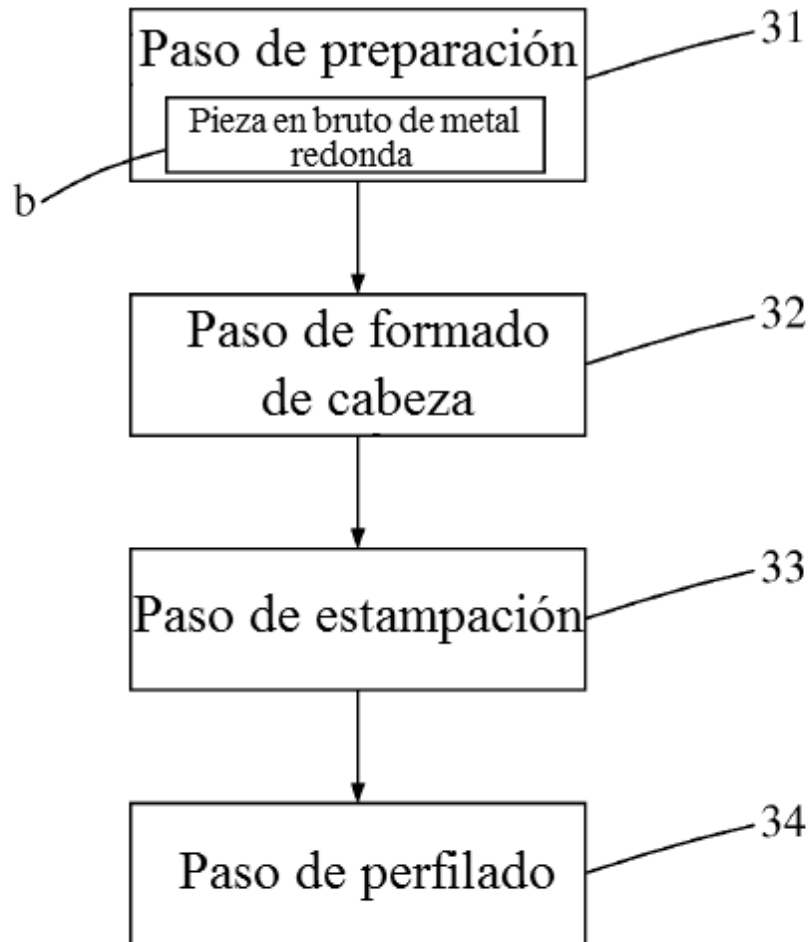 Paso de preparación
31
Pieza en bruto de metal
redonda
b
Paso de formado
de cabeza
32
Paso de estampación
33
Paso de perfilado
34